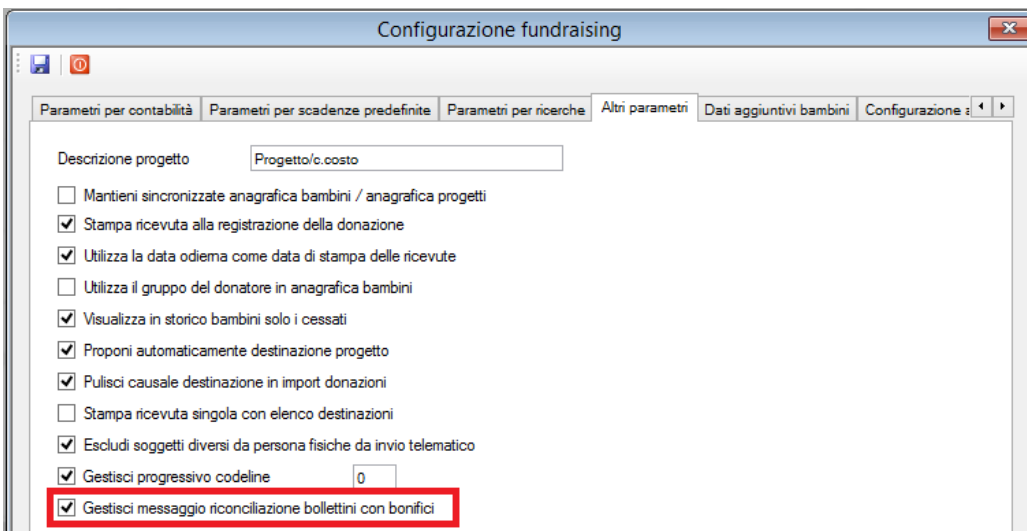 Configurazione fundraising
Parametri per contabilità Parametri per scadenze predefinite Parametri per ricerche Altri parametri Dati aggiuntivi bambini Configurazione
Descrizione progetto Progetto/c.costo
Mantieni sincronizzate anagrafica bambini / anagrafica progetti
Stampa ricevuta alla registrazione della donazione
Utilizza la data odierna come data di stampa delle ricevute
Utilizza il gruppo del donatore in anagrafica bambini
Visualizza in storico bambini solo i cessati
Proponi automaticamente destinazione progetto
Pulisci causale destinazione in import donazioni
Stampa ricevuta singola con elenco destinazioni
Escludi soggetti diversi da persona fisiche da invio telematico
Gestisci progressivo codeline 0
Gestisci messaggio riconciliazione bollettini con bonifici